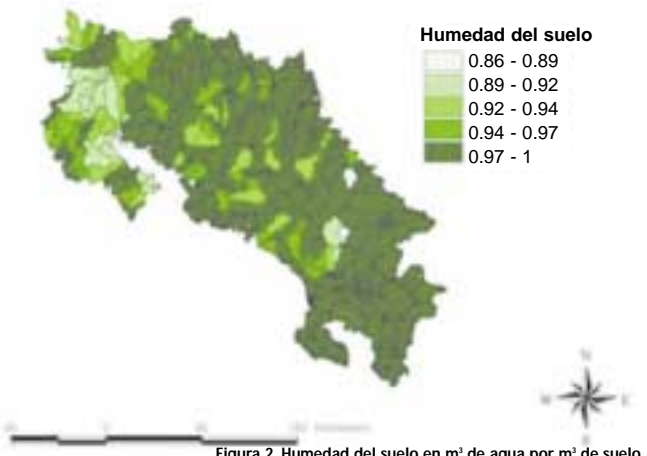 Humedad del suelo
0.86 - 0.89
0.89 - 0.92
0.92 - 0.94
0.94 - 0.97
0.97 - 1
N
E
Figura 2. Humedad del suelo en m³ de agua por m³ de suelo